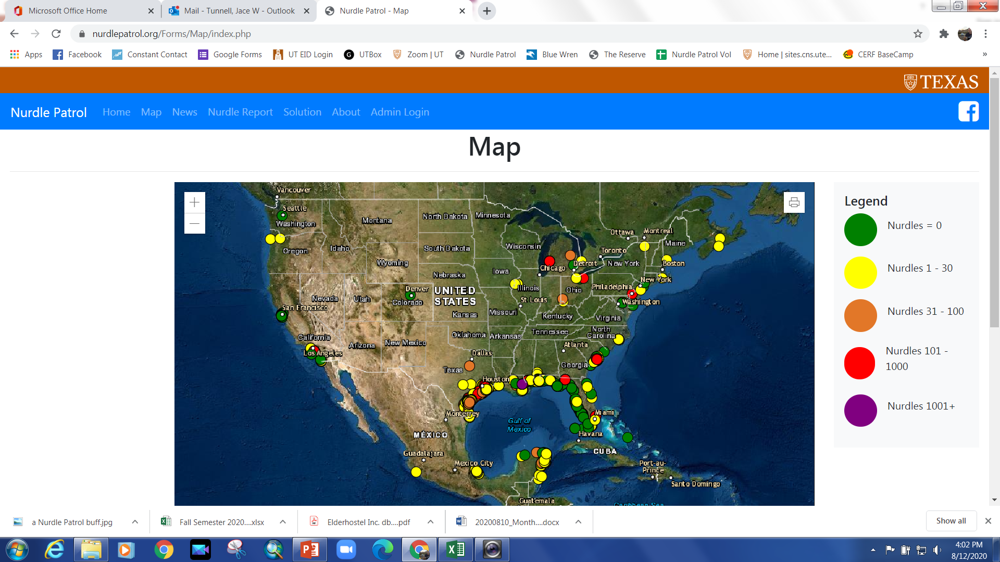 Microsoft Office Home
Mail - Tunnell, Jace W - Outlook
Nurdle Patrol - Map
nurdlepatrol.org/Forms/Map/index.php
Apps
Facebook
Constant Contact
Google Forms
UT EID Login
UTBox
Zoom | UT
Nurdle Patrol
Blue Wren
The Reserve
Nurdle Patrol Vol
Home | sites.cns.ute...
CERF BaseCamp
»
TEXAS
Nurdle Patrol
Home
Map
News
Nurdle Report
Solution
About
Admin Login
Map
Vancouver
Seattle
Washington
Montana
North Dakota
Minnesota
Ottawa
Montreal
Maine
Oregon
Idaho
South Dakota
Wisconsin
Toronto
Wyoming
Detroit
New York
Boston
Chicago
Iowa
Nebraska
New York
Denver
UNITED
STATES
Illinois
Ohio
Philadelphia
Nevada
Utah
Colorado
St Louis
Washington
San Francisco
Kansas
Missouri
Kentucky
Virginia
California
Oklahoma
Arkansas
Tennessee
North
Carolina
Arizona
New Mexico
Atlanta
Los Angeles
Dallas
Georgia
Texas
Houston
Monterrey
Miami
Gulf of
Mexico
MÉXICO
Havana
Guadalajara
CUBA
Mexico City
Port-au-
Prince
Santo Domingo
Guatemala
Caribbean Sea
Legend
Nurdles = 0
Nurdles 1 - 30
Nurdles 31 - 100
Nurdles 101 -
1000
Nurdles 1001+
a Nurdle Patrol buff.jpg
Fall Semester 2020....xlsx
Elderhostel Inc. db....pdf
20200810_Month....docx
Show all
4:02 PM
8/12/2020